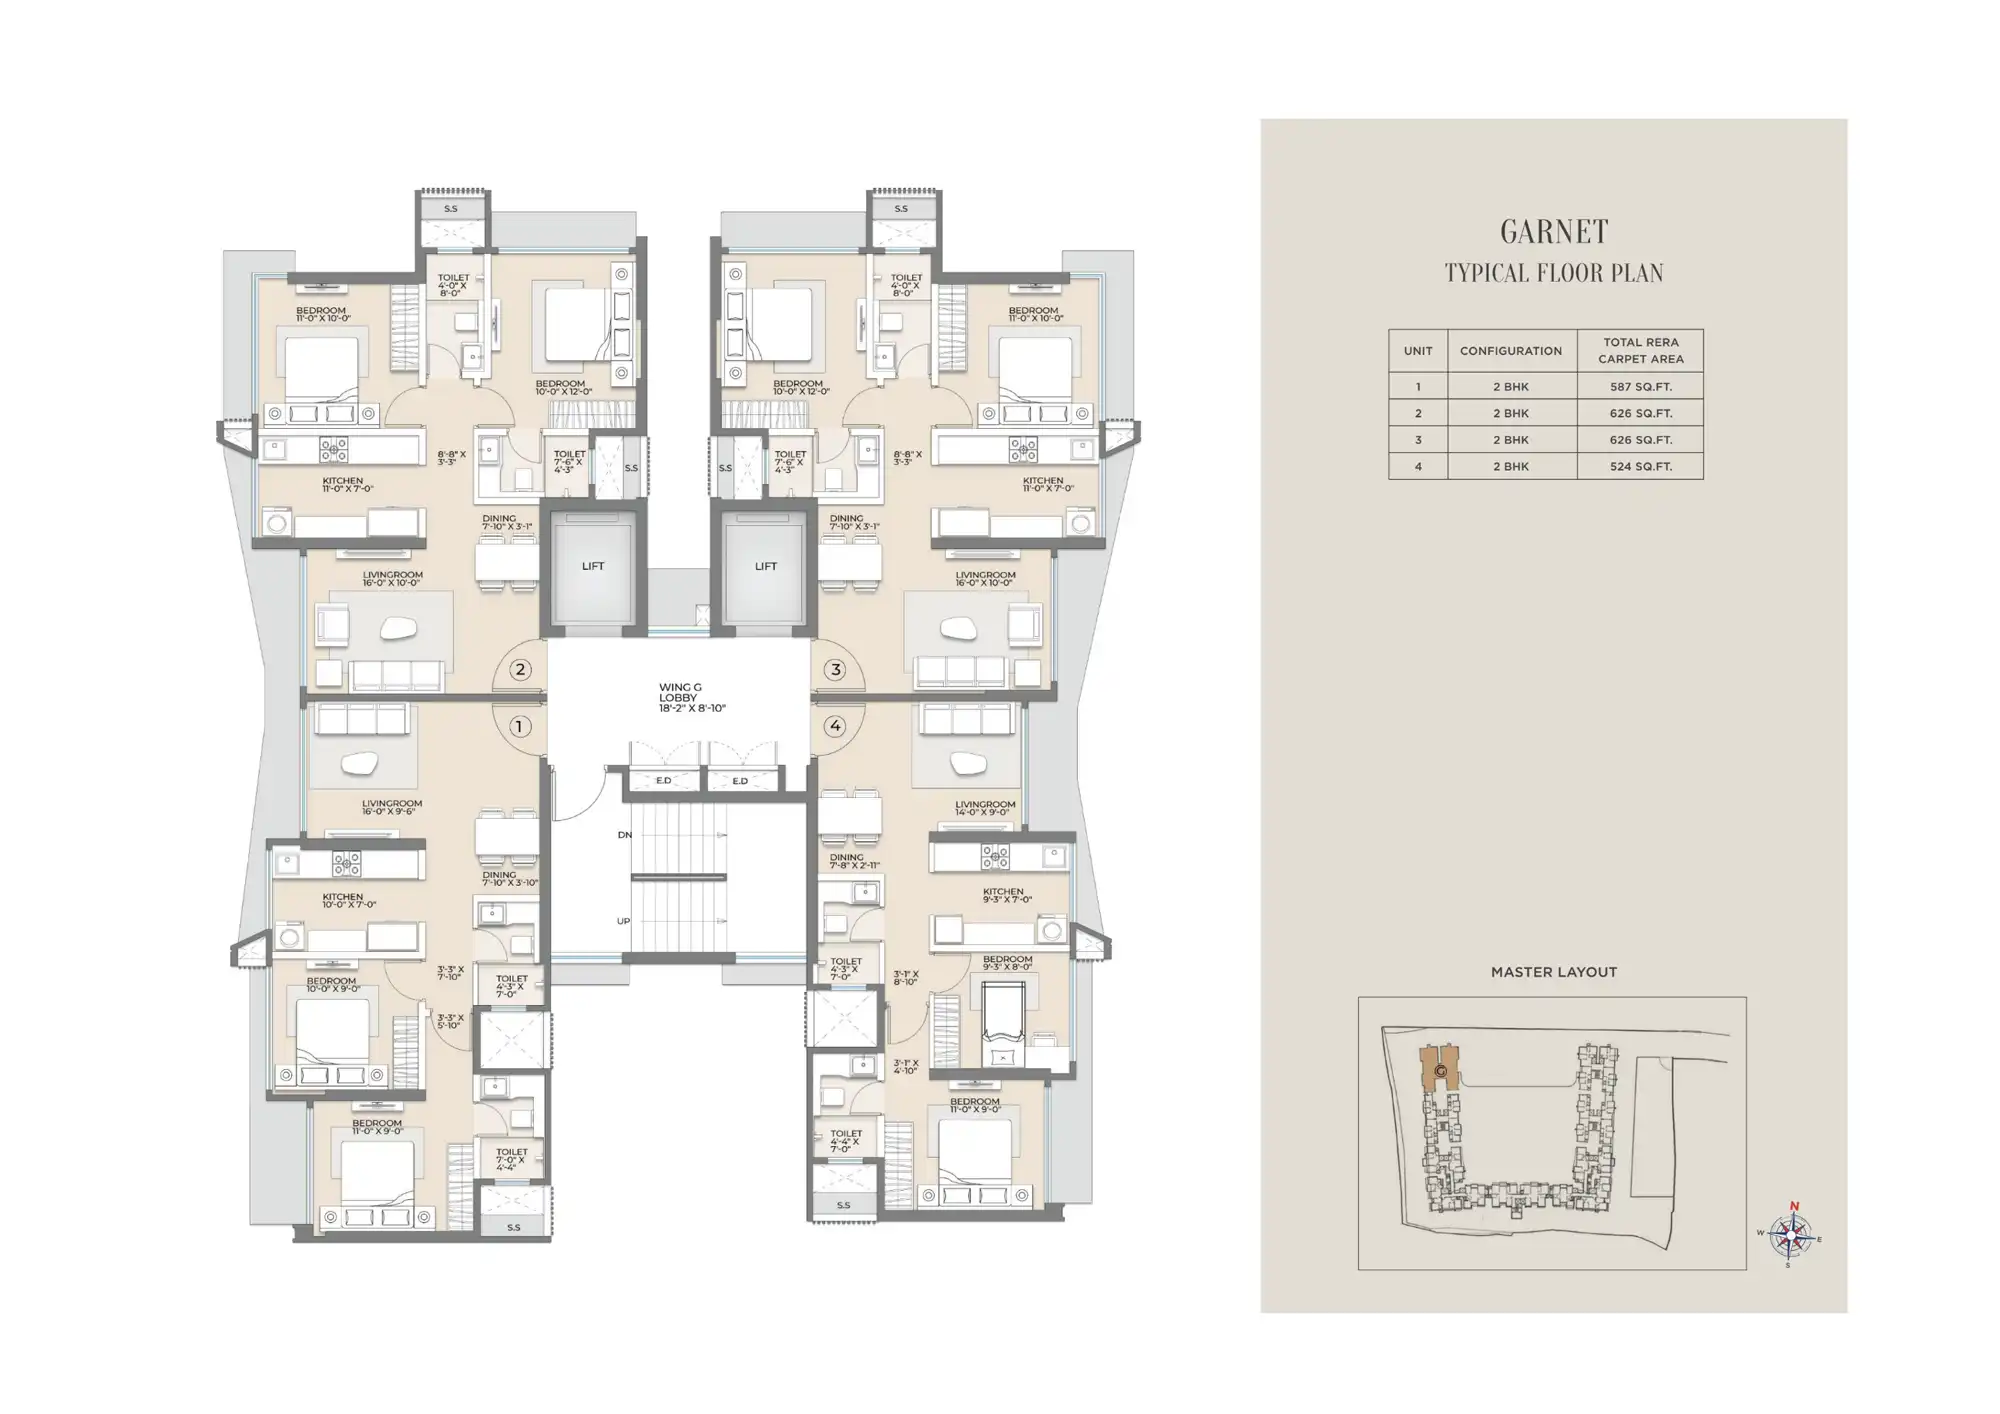 S.S
S.S
TOILET
4'-0" X
8'-0"
TOILET
4'-0" X
8'-0"
BEDROOM
11'-0" X 10'-0"
BEDROOM
11'-0" X 10'-0"
BEDROOM
10'-0" X 12'-0"
BEDROOM
10'-0" X 12'-0"
8'-8" X
3'-3"
TOILET
7'-6" X
4'-3"
S.S
S.S
TOILET
7'-6" X
4'-3"
8'-8" X
3'-3"
KITCHEN
11'-0" X 7'-0"
KITCHEN
11'-0" X 7'-0"
DINING
7'-10" X 3'-1"
DINING
7'-10" X 3'-1"
LIFT
LIFT
LIVINGROOM
16'-0" X 10'-0"
LIVINGROOM
16'-0" X 10'-0"
2
3
WING G
LOBBY
18'-2" X 8'-10"
1
4
E.D
E.D
LIVINGROOM
16'-0" X 9'-6"
LIVINGROOM
14'-0" X 9'-0"
DN
UP
DINING
7'-10" X 3'-10"
DINING
7'-8" X 2'-11"
KITCHEN
10'-0" X 7'-0"
KITCHEN
9'-3" X 7'-0"
3'-3" X
7'-10"
TOILET
4'-3" X
7'-0"
TOILET
4'-3" X
7'-0"
3'-1" X
8'-10"
BEDROOM
9'-3" X 8'-0"
BEDROOM
10'-0" X 9'-0"
3'-3" X
5'-10"
3'-1" X
4'-10"
BEDROOM
11'-0" X 9'-0"
BEDROOM
11'-0" X 9'-0"
TOILET
7'-0" X
4'-4"
TOILET
4'-4" X
7'-0"
S.S
S.S
GARNET
TYPICAL FLOOR PLAN
UNIT CONFIGURATION TOTAL RERA CARPET AREA
1 2 BHK 587 SQ.FT.
2 2 BHK 626 SQ.FT.
3 2 BHK 626 SQ.FT.
4 2 BHK 524 SQ.FT.
MASTER LAYOUT
G
N
W
E
S